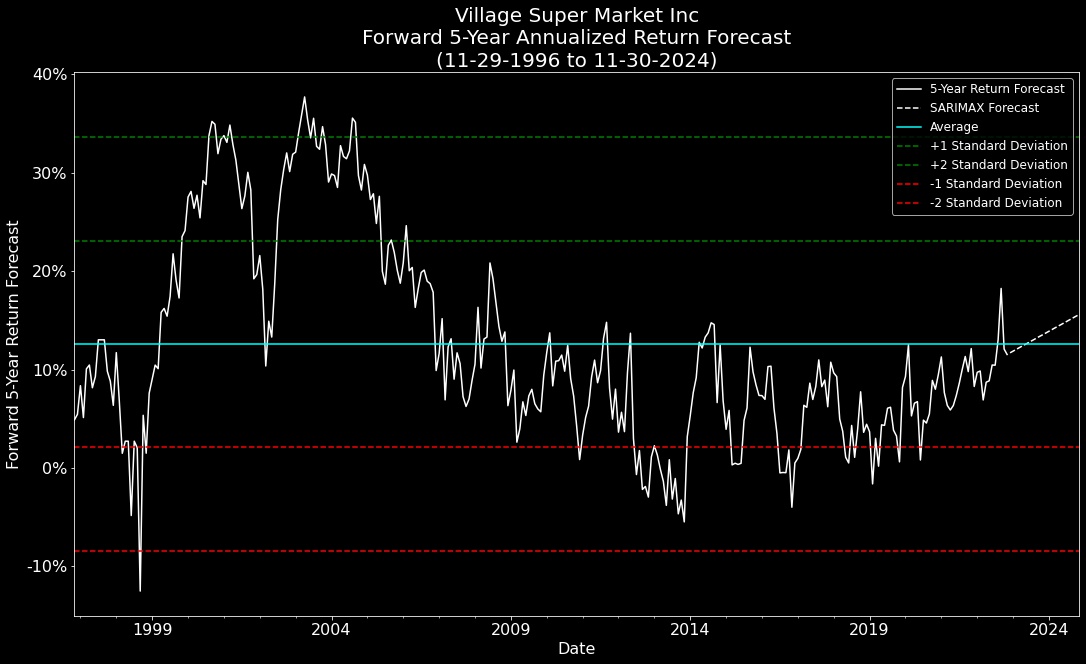 Village Super Market Inc
Forward 5-Year Annualized Return Forecast
(11-29-1996 to 11-30-2024)
40%
30%
20%
10%
0%
-10%
Forward 5-Year Return Forecast
5-Year Return Forecast
SARIMAX Forecast
Average
+1 Standard Deviation
+2 Standard Deviation
-1 Standard Deviation
-2 Standard Deviation
1999 2004 2009 2014 2019 2024
Date